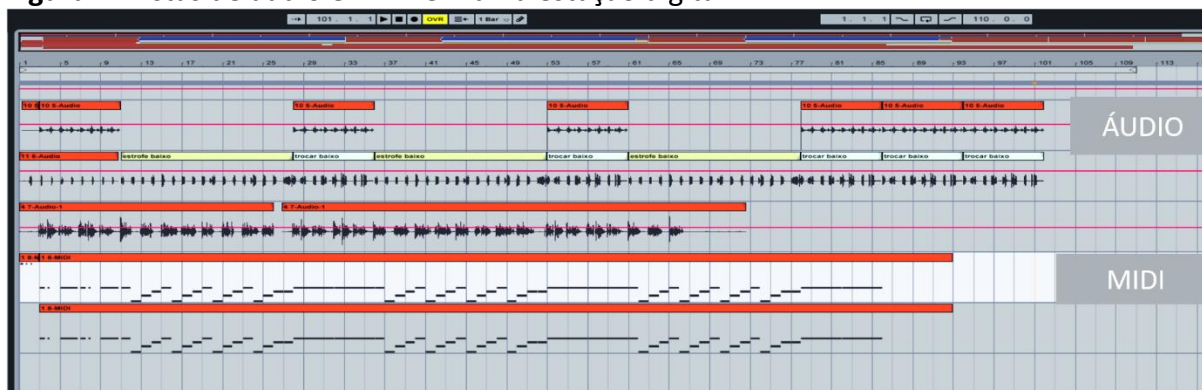 101 . 1 . 1 OVR 1 Bar 1 . 1 . 1 110 . 0 . 0
1 5 9 13 17 21 25 29 33 37 41 45 49 53 57 61 65 69 73 77 81 85 89 93 97 101 105 109 113
10 10 5-Audio 10 5-Audio 10 5-Audio 10 5-Audio 10 5-Audio 10 5-Audio
ÁUDIO
11 6-Audio estrofe baixo trocar baixo estrofe baixo trocar baixo estrofe baixo trocar baixo trocar baixo trocar baixo
4 7-Audio-1 4 7-Audio-1
1 8-MIDI
MIDI
1 8-MIDI